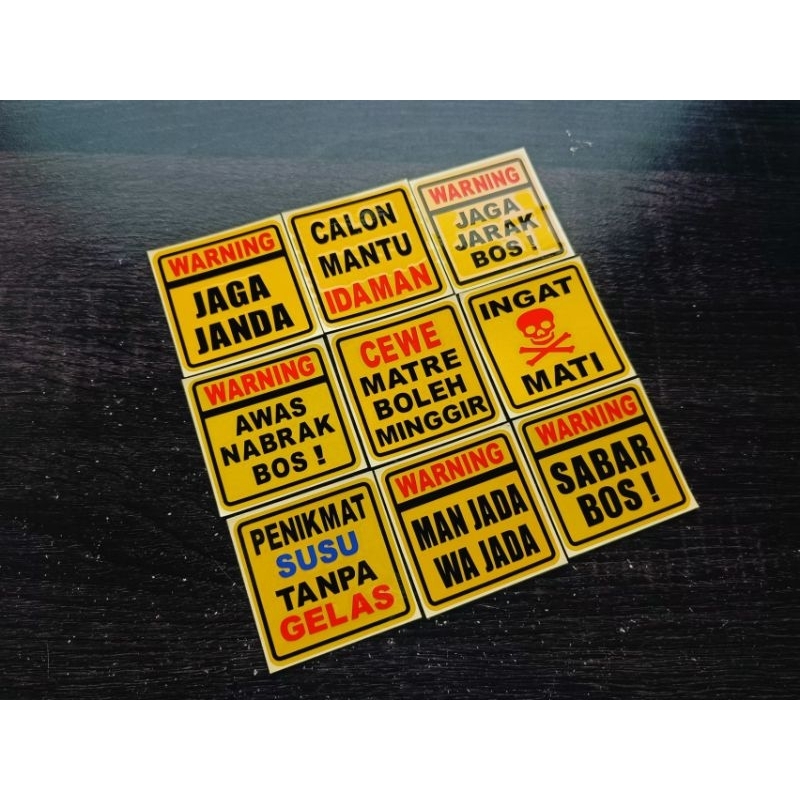 WARNING
JAGA
JANDA
CALON
MANTU
IDAMAN
WARNING
JAGA
JARAK
BOS !
WARNING
AWAS
NABRAK
BOS !
CEWE
MATRE
BOLEH
MINGGIR
INGAT
MATI
PENIKMAT
SUSU
TANPA
GELAS
WARNING
MAN JADA
WA JADA
WARNING
SABAR
BOS !